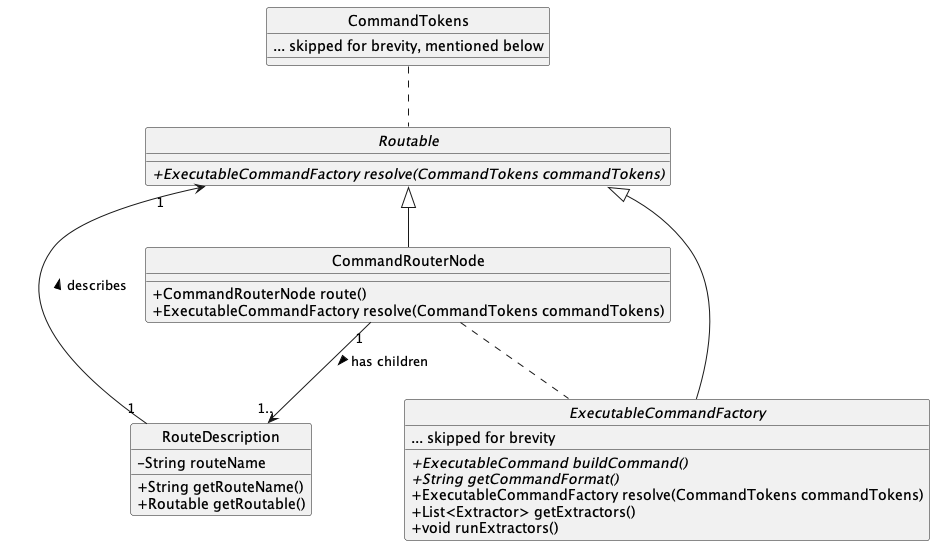 CommandTokens
... skipped for brevity, mentioned below
Routable
+ExecutableCommandFactory resolve(CommandTokens commandTokens)
1
CommandRouterNode
+CommandRouterNode route()
+ExecutableCommandFactory resolve(CommandTokens commandTokens)
describes
1
has children
1
1..
RouteDescription
-String routeName
+String getRouteName()
+Routable getRoutable()
ExecutableCommandFactory
... skipped for brevity
+ExecutableCommand buildCommand()
+String getCommandFormat()
+ExecutableCommandFactory resolve(CommandTokens commandTokens)
+List<Extractor> getExtractors()
+void runExtractors()